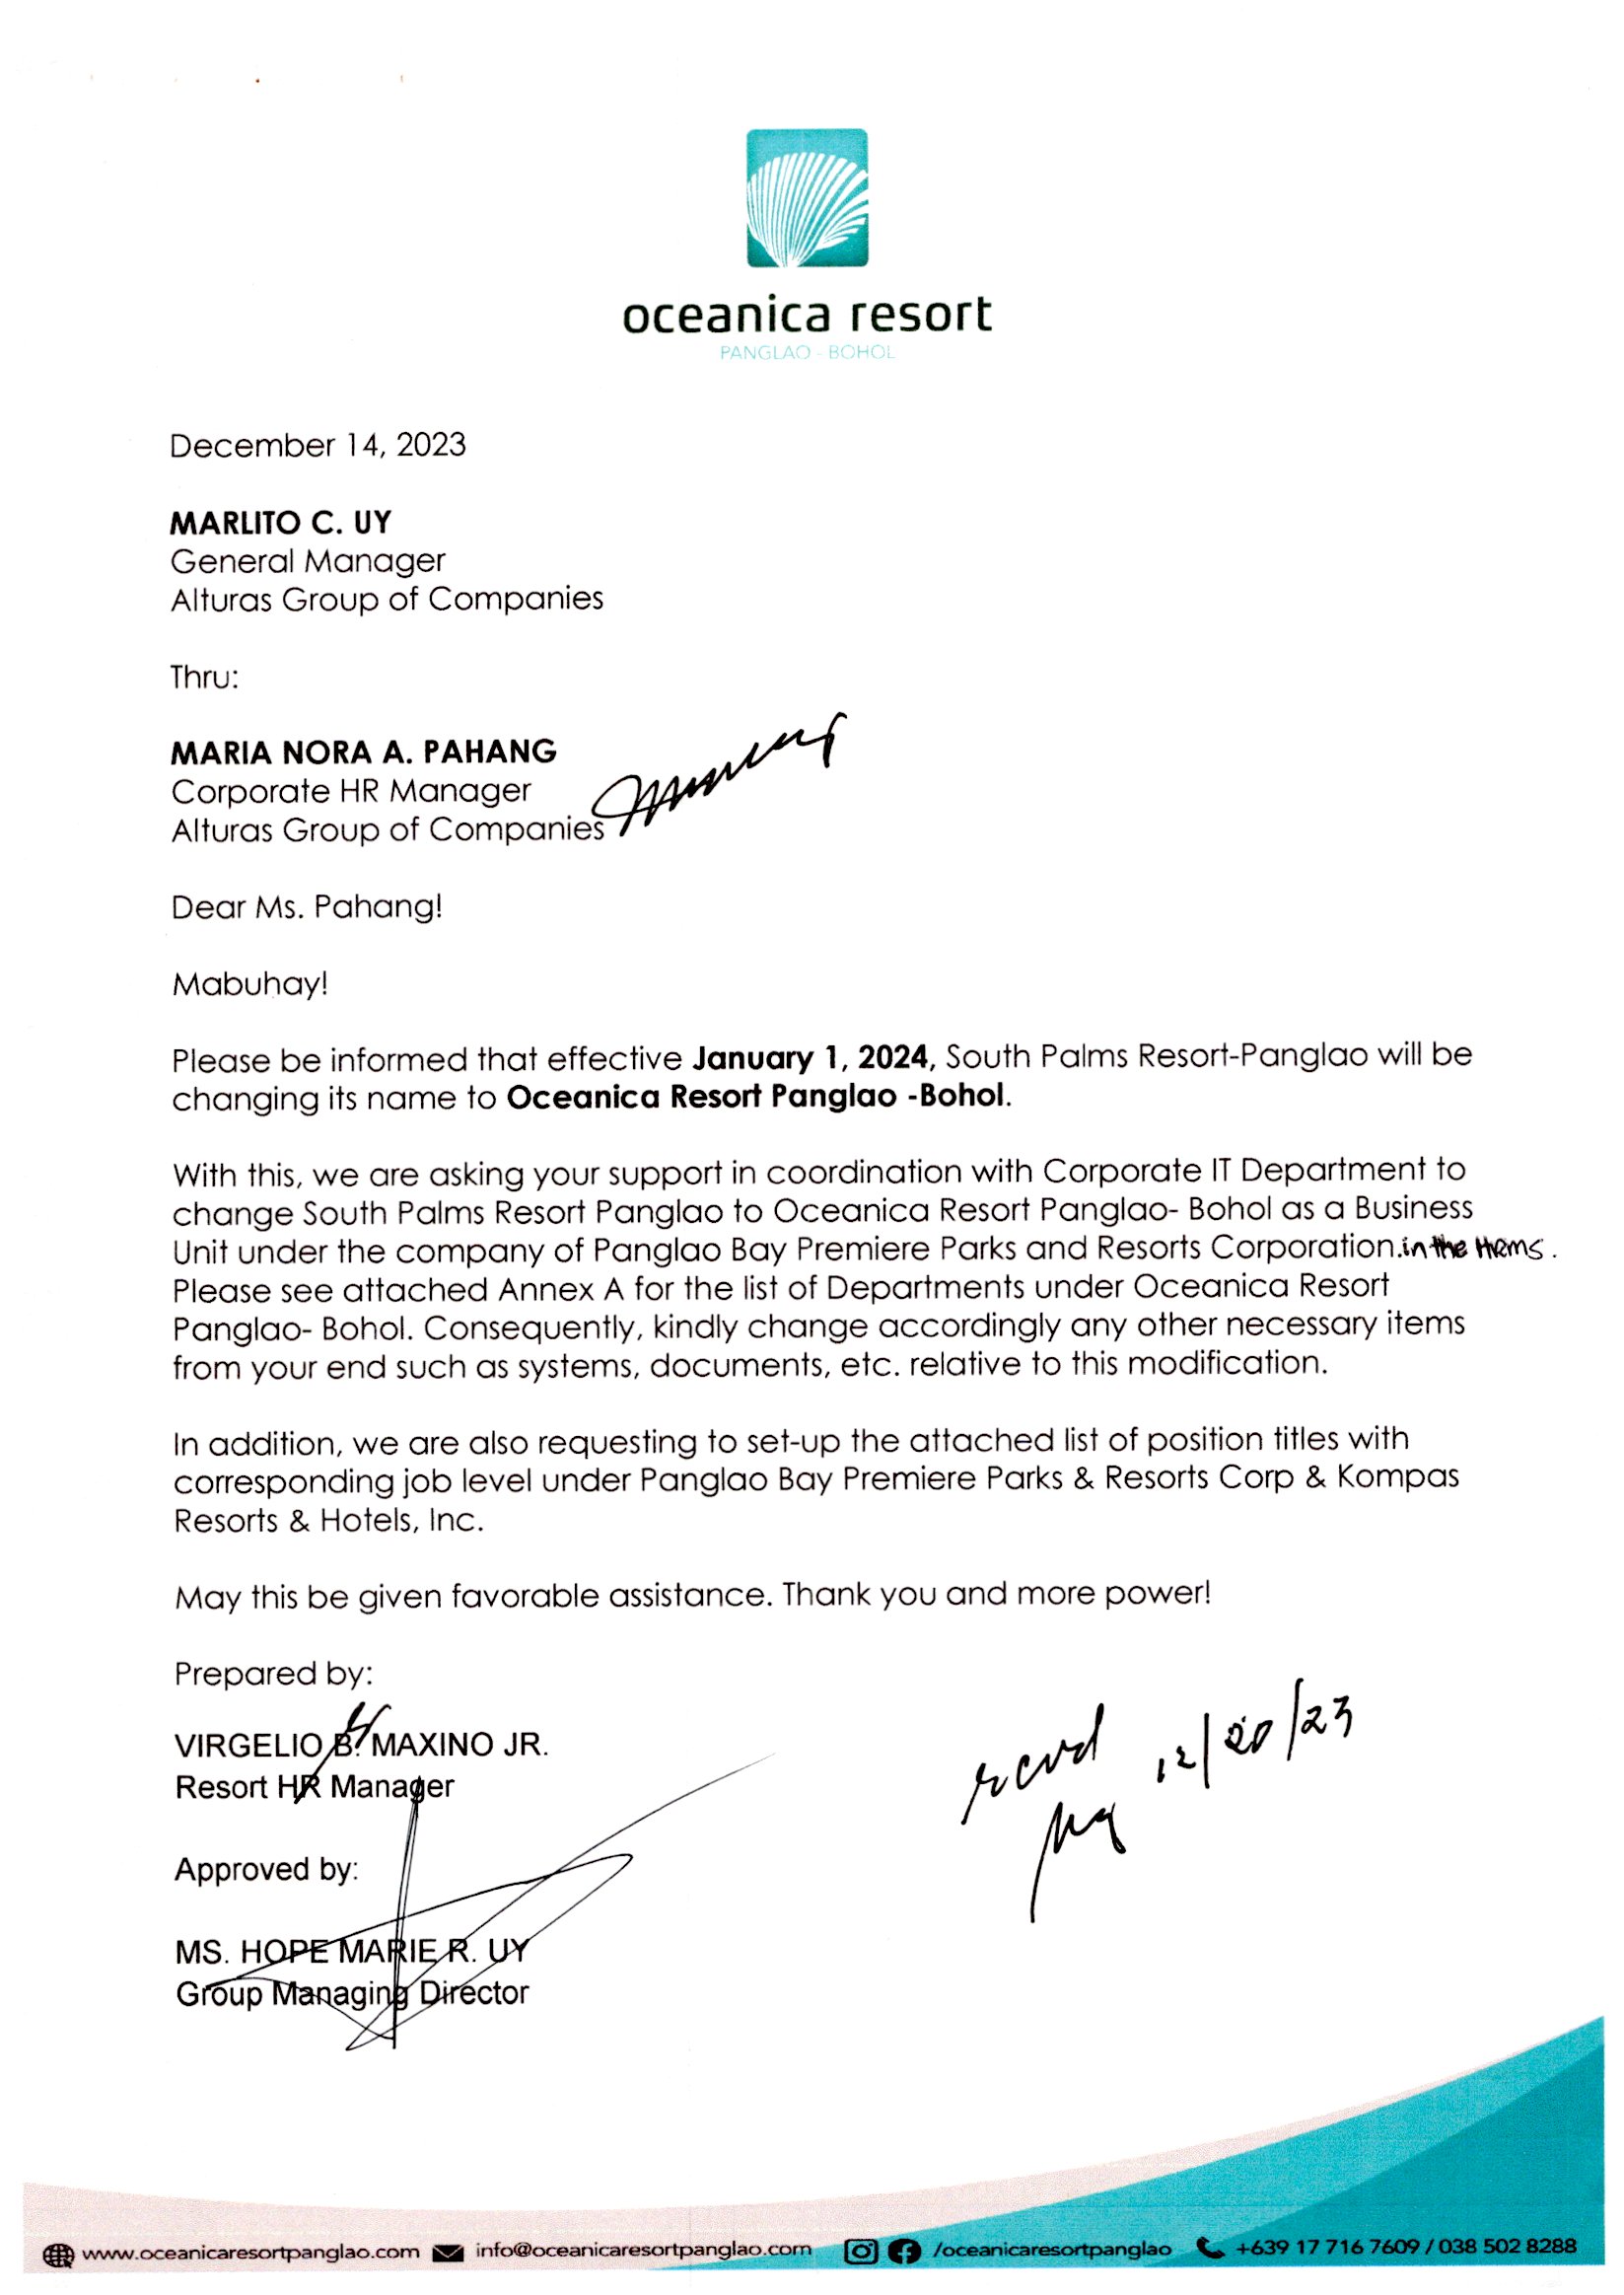 oceanica resort
PANGLAO - BOHOL
December 14, 2023
MARLITO C. UY
General Manager
Alturas Group of Companies
Thru:
MARIA NORA A. PAHANG
Corporate HR Manager
Alturas Group of Companies
Dear Ms. Pahang!
Mabuhay!
Please be informed that effective January 1, 2024, South Palms Resort-Panglao will be
changing its name to Oceanica Resort Panglao -Bohol.
With this, we are asking your support in coordination with Corporate IT Department to
change South Palms Resort Panglao to Oceanica Resort Panglao- Bohol as a Business
Unit under the company of Panglao Bay Premiere Parks and Resorts Corporation.in the HRMS.
Please see attached Annex A for the list of Departments under Oceanica Resort
Panglao- Bohol. Consequently, kindly change accordingly any other necessary items
from your end such as systems, documents, etc. relative to this modification.
In addition, we are also requesting to set-up the attached list of position titles with
corresponding job level under Panglao Bay Premiere Parks & Resorts Corp & Kompas
Resorts & Hotels, Inc.
May this be given favorable assistance. Thank you and more power!
Prepared by:
VIRGELIO B. MAXINO JR.
Resort HR Manager
rcvd 12/20/23
Approved by:
MS. HOPE MARIE R. UY
Group Managing Director
www.oceanicaresortpanglao.com info@oceanicaresortpanglao.com /oceanicaresortpanglao +639 17 716 7609 / 038 502 8288